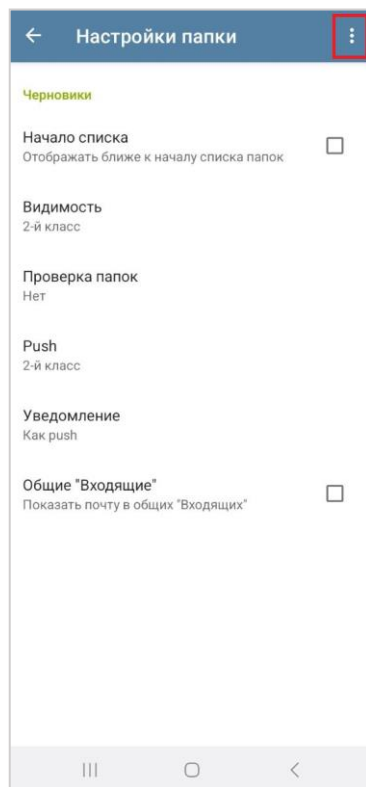 Настройки папки
Черновики
Начало списка
Отображать ближе к началу списка папок
Видимость
2-й класс
Проверка папок
Нет
Push
2-й класс
Уведомление
Как push
Общие "Входящие"
Показать почту в общих "Входящих"